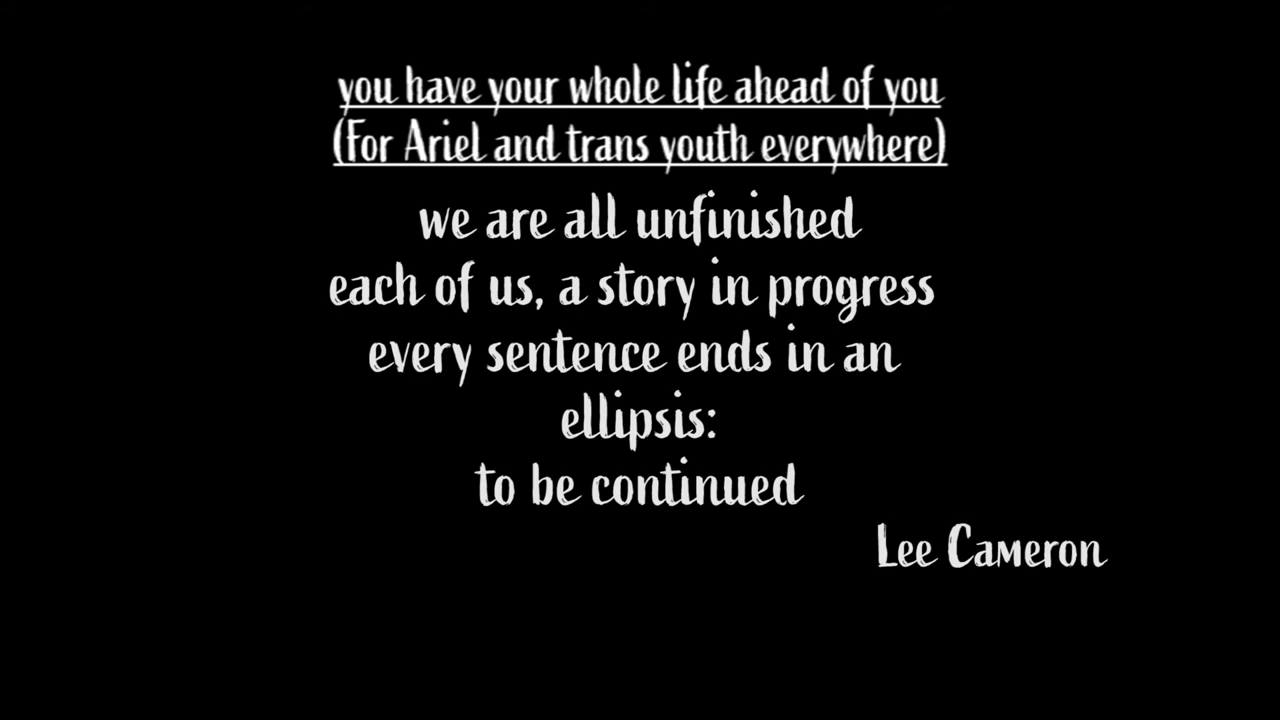 you have your whole life ahead of you
(For Ariel and trans youth everywhere)
we are all unfinished
each of us, a story in progress
every sentence ends in an
ellipsis:
to be continued
Lee Cameron